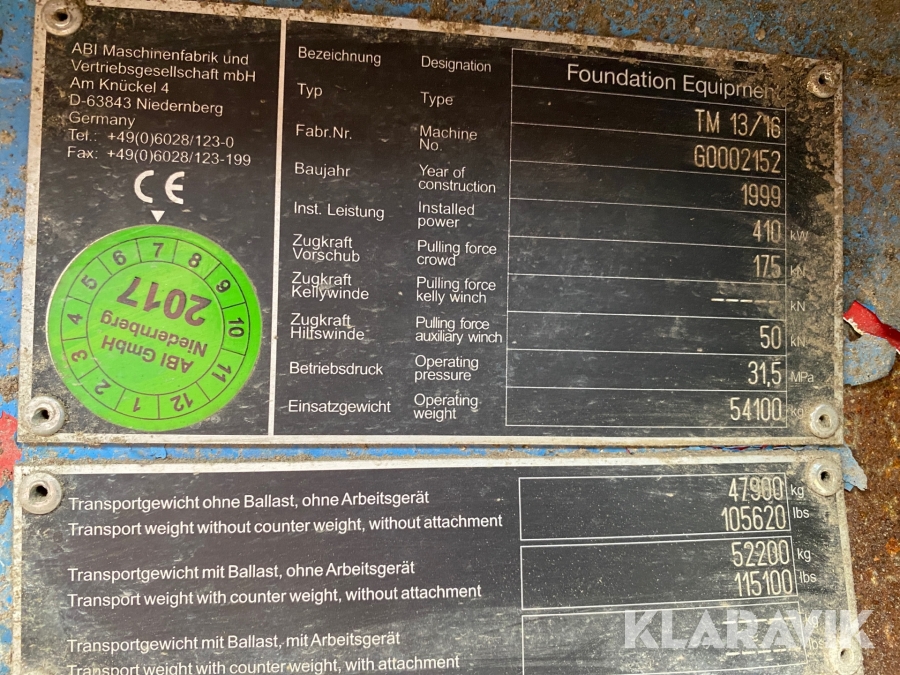 ABI Maschinenfabrik und
Vertriebsgesellschaft mbH
Am Knückel 4
D-63843 Niedernberg
Germany
Tel.: +49(0)6028/123-0
Fax: +49(0)6028/123-199
CE
1 2 3 4 5 6 7 8 9 10 11 12
2017
ABI GmbH
Niedernberg
Bezeichnung Designation Foundation Equipment
Typ Type TM 13/16
Fabr.Nr. Machine No. G0002152
Baujahr Year of construction 1999
Inst. Leistung Installed power 410 kW
Zugkraft Vorschub Pulling force crowd 175 kN
Zugkraft Kellywinde Pulling force kelly winch ----- kN
Zugkraft Hilfswinde Pulling force auxiliary winch 50 kN
Betriebsdruck Operating pressure 31,5 MPa
Einsatzgewicht Operating weight 54100 kg
Transportgewicht ohne Ballast, ohne Arbeitsgerät 47900 kg
Transport weight without counter weight, without attachment 105620 lbs
Transportgewicht mit Ballast, ohne Arbeitsgerät 52200 kg
Transport weight with counter weight, without attachment 115100 lbs
Transportgewicht mit Ballast, mit Arbeitsgerät ----- kg
Transport weight with counter weight, with attachment ----- lbs
KLARAVIK